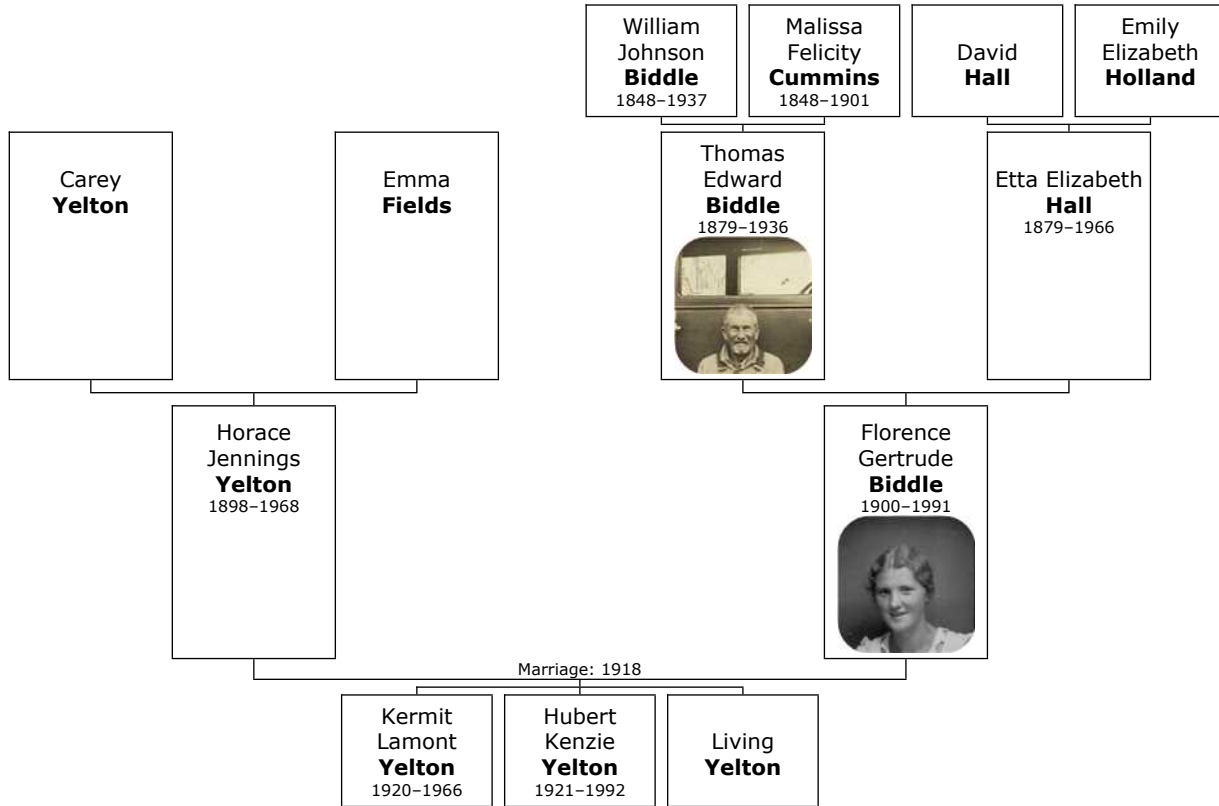 William
Johnson
Biddle
1848–1937
Malissa
Felicity
Cummins
1848–1901
David
Hall
Emily
Elizabeth
Holland
Carey
Yelton
Emma
Fields
Thomas
Edward
Biddle
1879–1936
Etta Elizabeth
Hall
1879–1966
Horace
Jennings
Yelton
1898–1968
Florence
Gertrude
Biddle
1900–1991
Marriage: 1918
Kermit
Lamont
Yelton
1920–1966
Hubert
Kenzie
Yelton
1921–1992
Living
Yelton